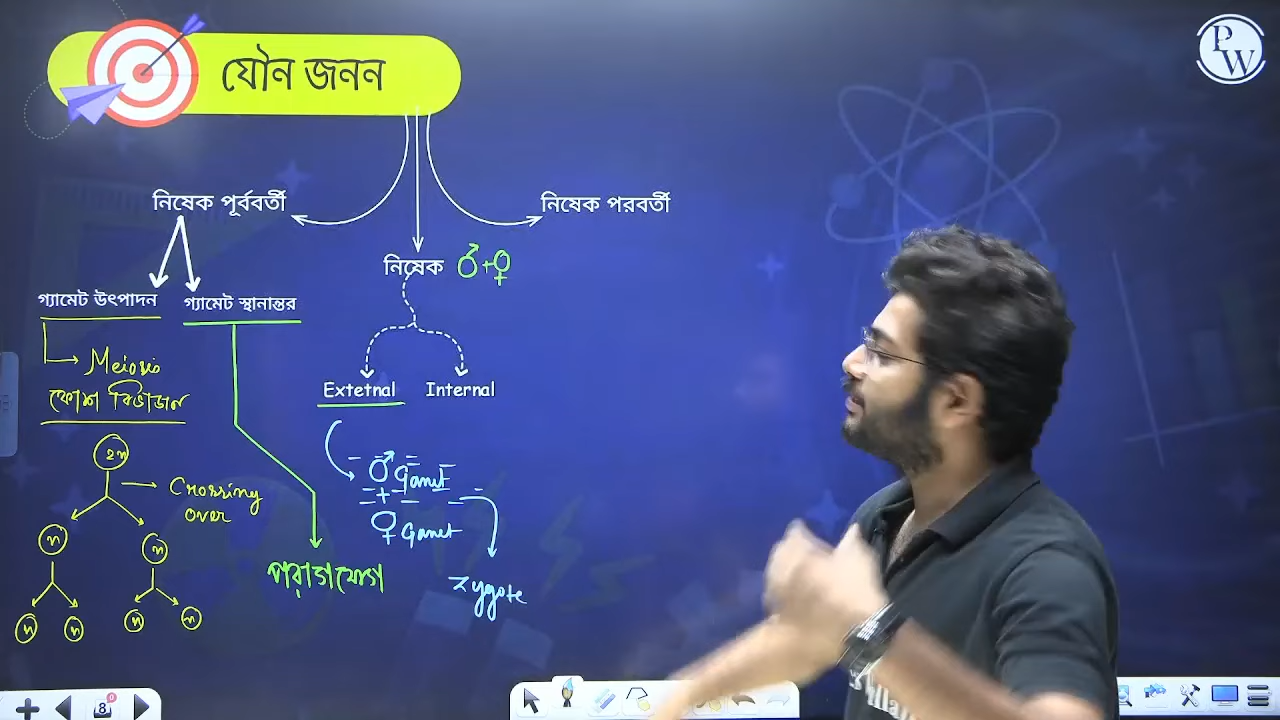 যৌন জনন
PW
নিষেক পূর্ববর্তী
নিষেক পরবর্তী
নিষেক ♂+♀
গ্যামেট উৎপাদন
গ্যামেট স্থানান্তর
Meiosis
কোশ বিভাজন
Extetnal
Internal
2n
Crossing
over
♂ Gamet
+
♀ Gamet
n
n
পরাগযোগ
Zygote
n
n
n
n
8